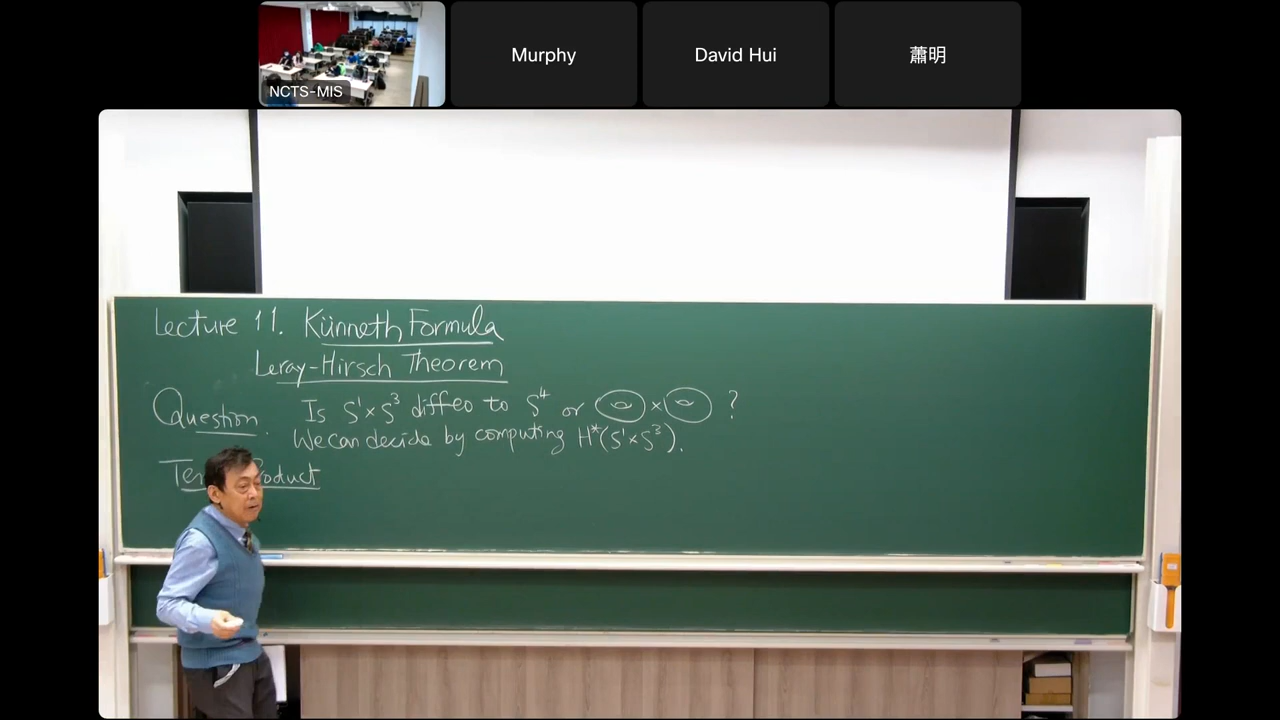 NCTS-MIS
Murphy
David Hui
蕭明
Lecture 11. Künneth Formula
Leray-Hirsch Theorem
Question. Is S¹×S³ diffeo to S⁴ or × ?
We can decide by computing H*(S¹×S³).